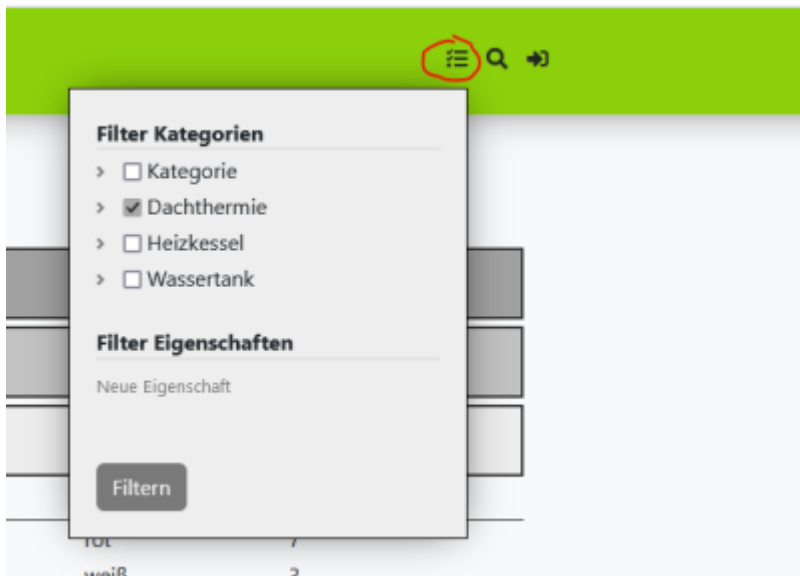 Filter Kategorien
Kategorie
Dachthermie
Heizkessel
Wassertank
Filter Eigenschaften
Neue Eigenschaft
Filtern
rot 7
weiß 3